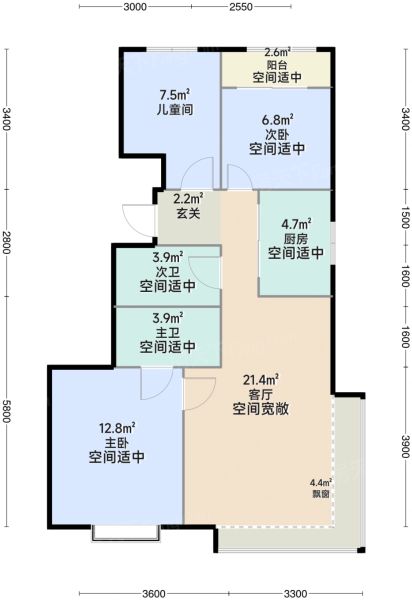 3000
2550
2.6㎡
阳台
空间适中
7.5㎡
儿童间
6.8㎡
次卧
空间适中
3400
3400
2.2㎡
玄关
4.7㎡
厨房
空间适中
1500
2800
3.9㎡
次卫
空间适中
1600
3.9㎡
主卫
空间适中
1600
21.4㎡
客厅
空间宽敞
12.8㎡
主卧
空间适中
5800
3900
4.4㎡
飘窗
3600
3300